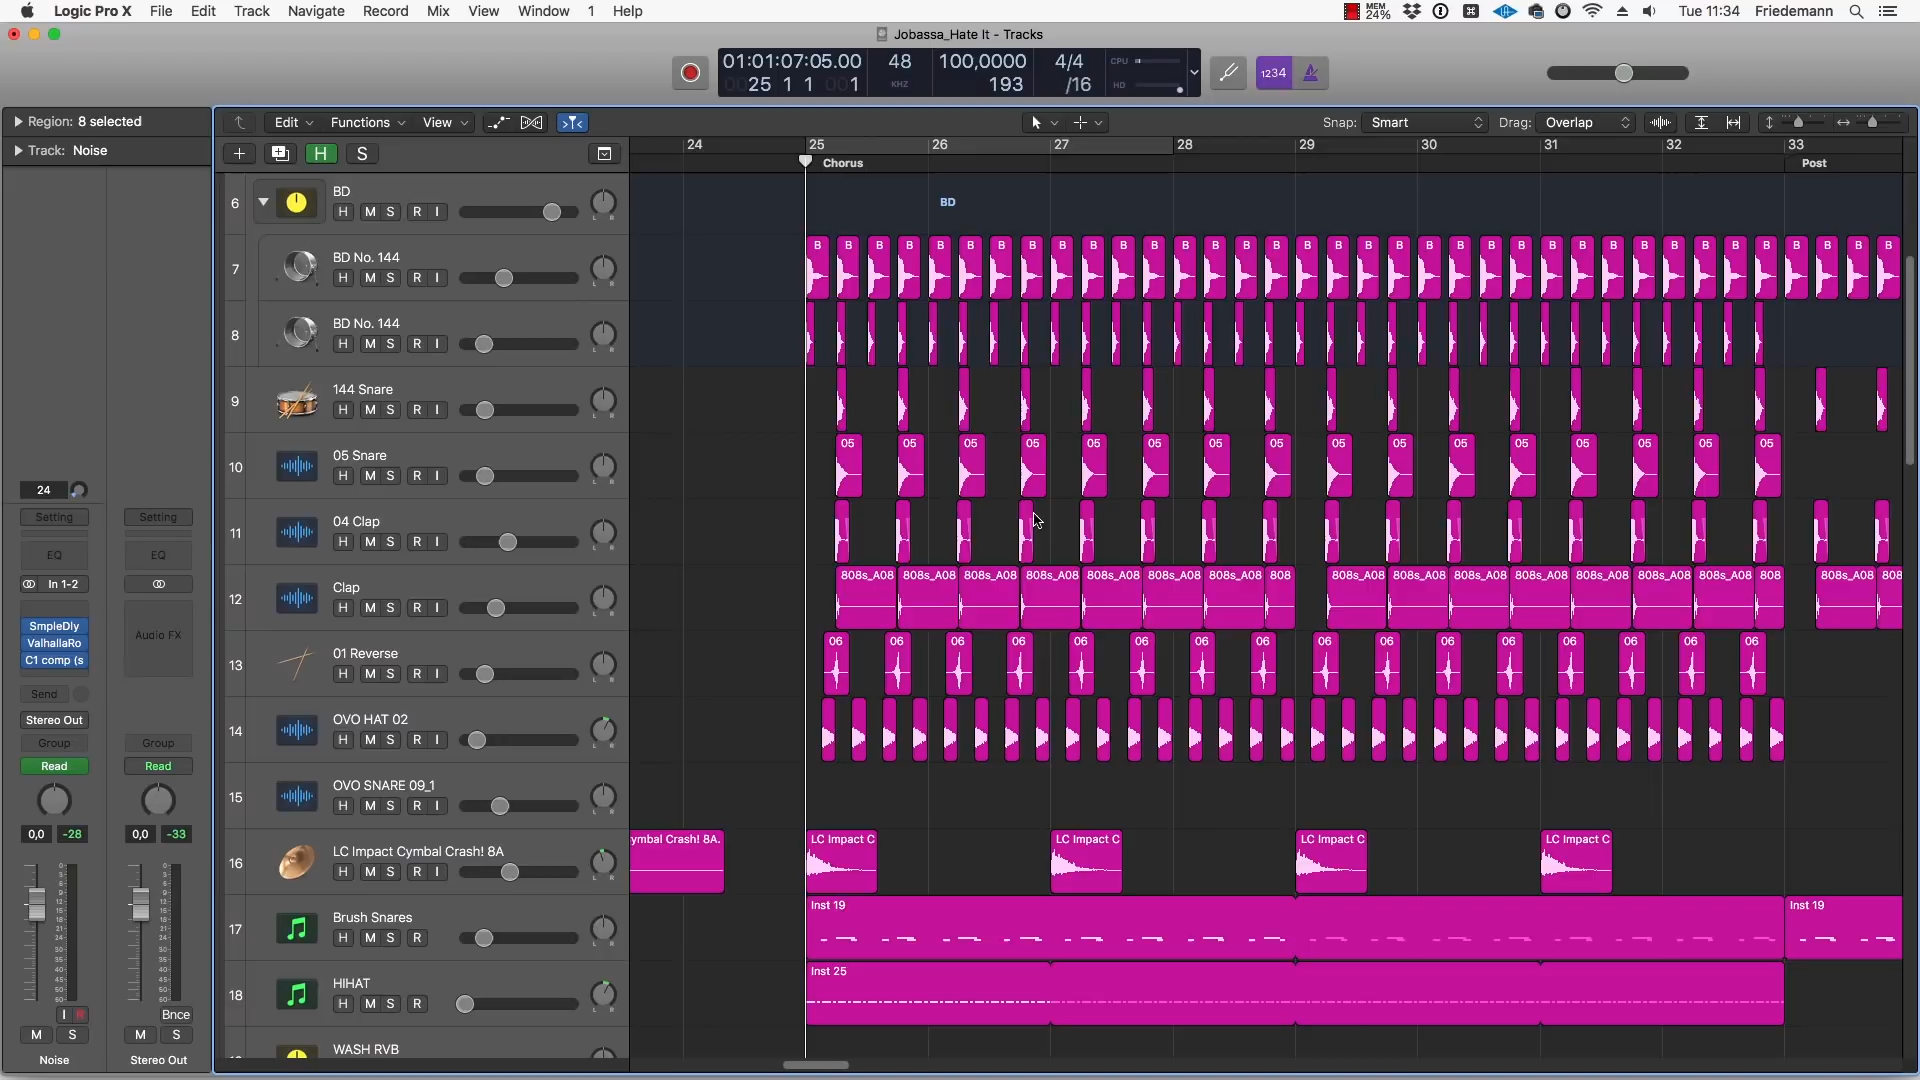 Logic Pro X File Edit Track Navigate Record Mix View Window 1 Help
MEM 24% Tue 11:34 Friedemann
Jobassa_Hate It - Tracks
01:01:07:05.00 48 100,0000 4/4 CPU
25 1 1 001 KHZ 193 /16 HD
1234
Region: 8 selected
Track: Noise
Edit Functions View Snap: Smart Drag: Overlap
H S
24 25 26 27 28 29 30 31 32 33
Chorus Post
6 BD
H M S R I
BD
7 BD No. 144
H M S R I
B B B B B B B B B B B B B B B B B B B B B B B B B B B B B B B B B B B B
8 BD No. 144
H M S R I
9 144 Snare
H M S R I
10 05 Snare
H M S R I
05 05 05 05 05 05 05 05 05 05 05 05 05 05 05 05
11 04 Clap
H M S R I
12 Clap
H M S R I
808s_A08 808s_A08 808s_A08 808s_A08 808s_A08 808s_A08 808s_A08 808 808s_A08 808s_A08 808s_A08 808s_A08 808s_A08 808s_A08 808s_A08 808 808s_A08 808
13 01 Reverse
H M S R I
06 06 06 06 06 06 06 06 06 06 06 06 06 06 06 06
14 OVO HAT 02
H M S R I
15 OVO SNARE 09_1
H M S R I
16 LC Impact Cymbal Crash! 8A
H M S R I
ymbal Crash! 8A. LC Impact C LC Impact C LC Impact C LC Impact C
17 Brush Snares
H M S R
Inst 19 Inst 19
18 HIHAT
H M S R
Inst 25
WASH RVB
24
Setting Setting
EQ EQ
In 1-2
SmpleDly
ValhallaRo
C1 comp (s
Audio FX
Send
Stereo Out
Group Group
Read Read
0,0 -28 0,0 -33
I R Bnce
M S M S
Noise Stereo Out